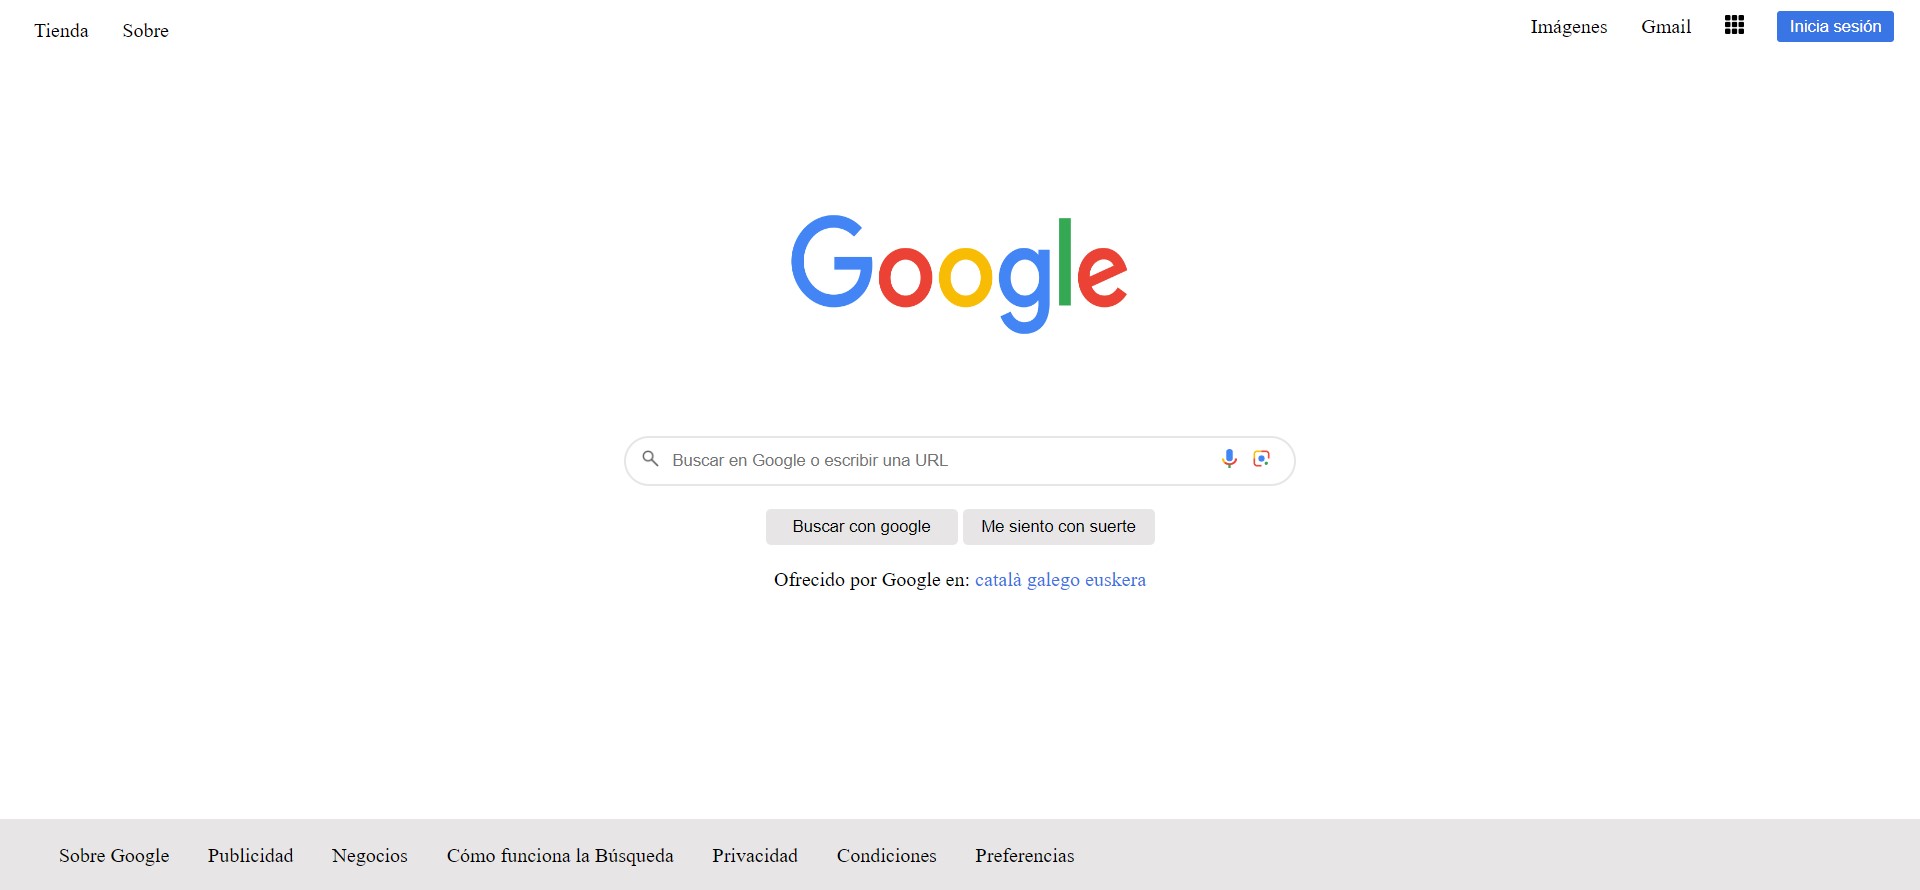 Tienda Sobre Imágenes Gmail Inicia sesión
Google
Buscar en Google o escribir una URL
Buscar con google Me siento con suerte
Ofrecido por Google en: català galego euskera
Sobre Google Publicidad Negocios Cómo funciona la Búsqueda Privacidad Condiciones Preferencias